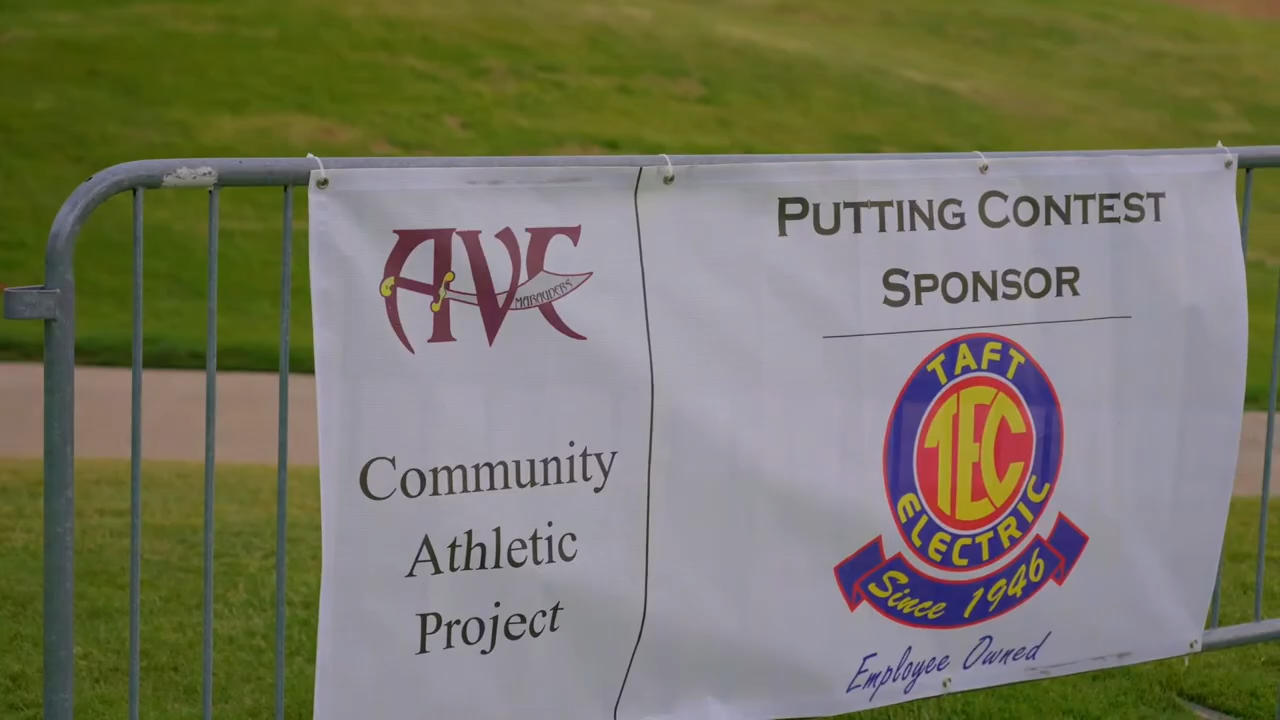 AVC
MARAUDERS
Community
Athletic
Project
PUTTING CONTEST
SPONSOR
TAFT
TEC
ELECTRIC
Since 1946
Employee Owned